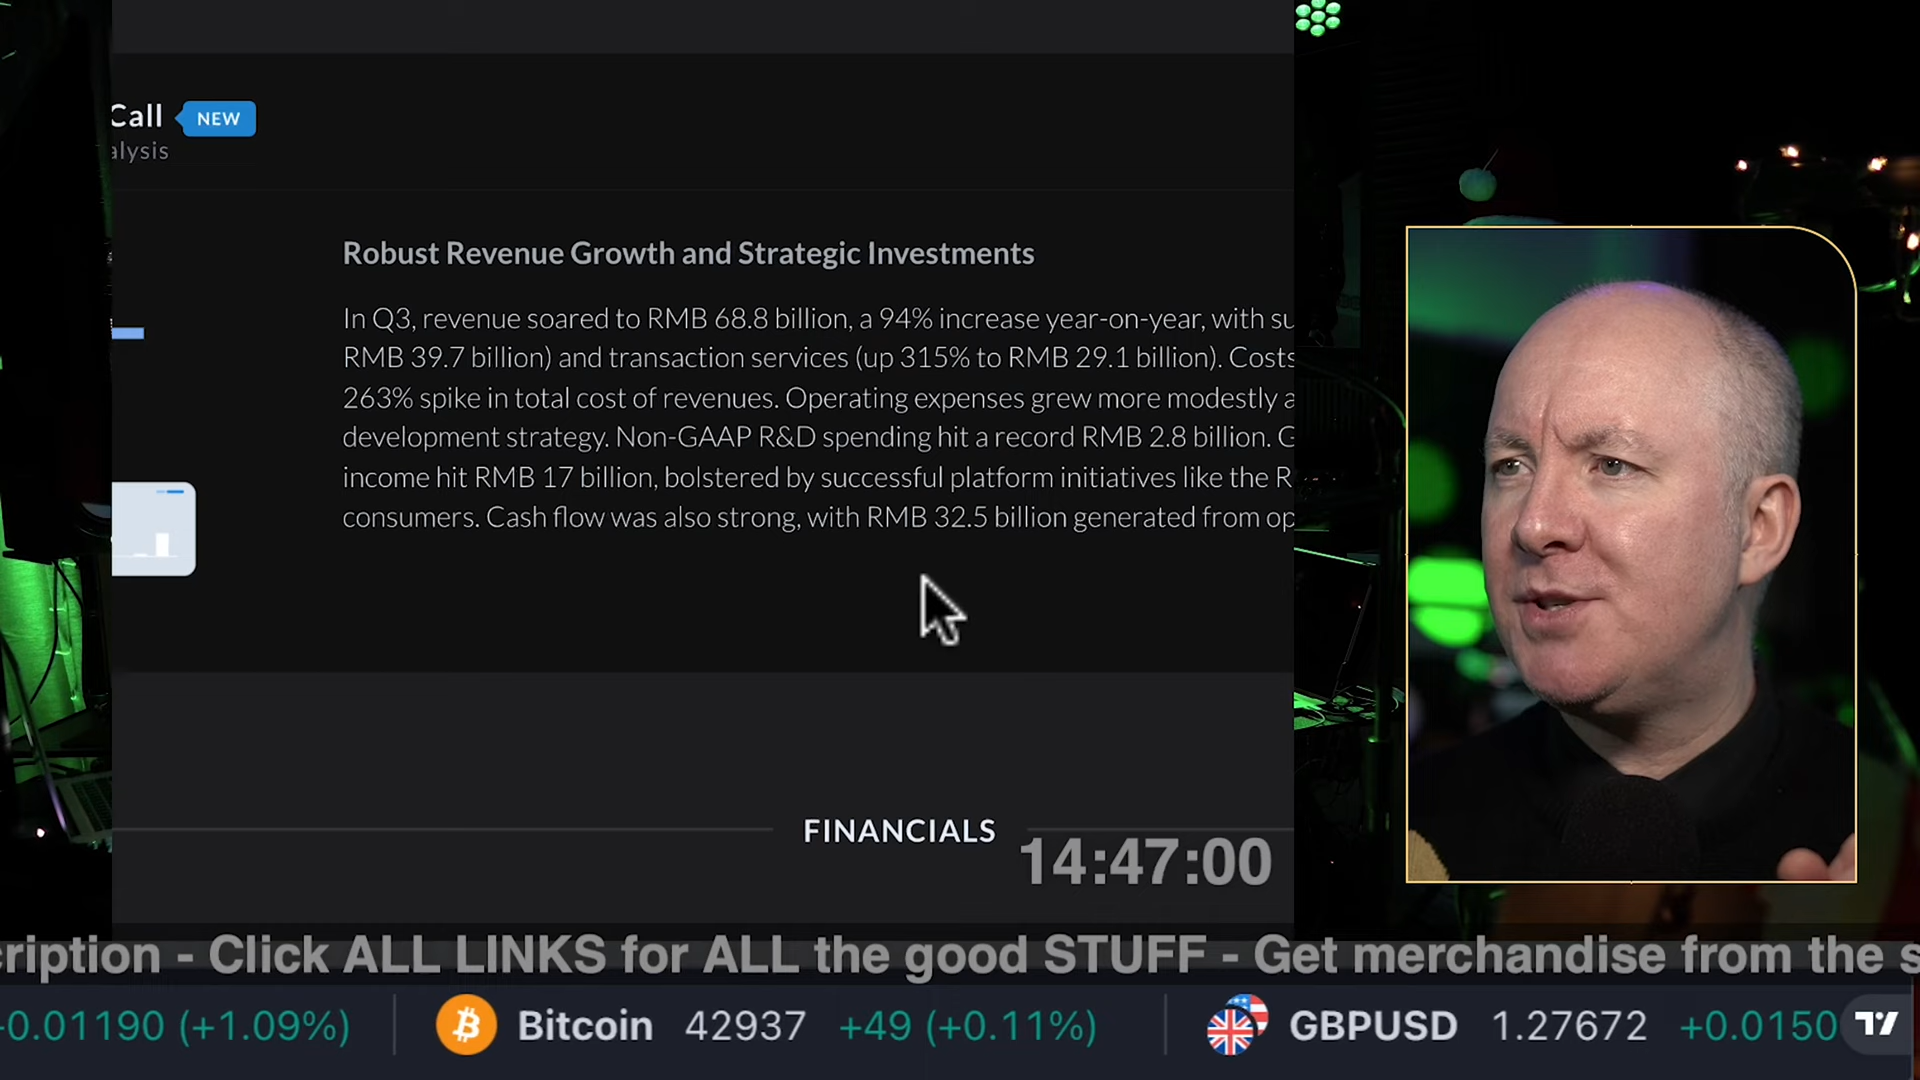 Call NEW
alysis
Robust Revenue Growth and Strategic Investments
In Q3, revenue soared to RMB 68.8 billion, a 94% increase year-on-year, with su
RMB 39.7 billion) and transaction services (up 315% to RMB 29.1 billion). Costs
263% spike in total cost of revenues. Operating expenses grew more modestly a
development strategy. Non-GAAP R&D spending hit a record RMB 2.8 billion. G
income hit RMB 17 billion, bolstered by successful platform initiatives like the R
consumers. Cash flow was also strong, with RMB 32.5 billion generated from op
FINANCIALS
14:47:00
cription - Click ALL LINKS for ALL the good STUFF - Get merchandise from the s
+0.01190 (+1.09%) Bitcoin 42937 +49 (+0.11%) GBPUSD 1.27672 +0.0150